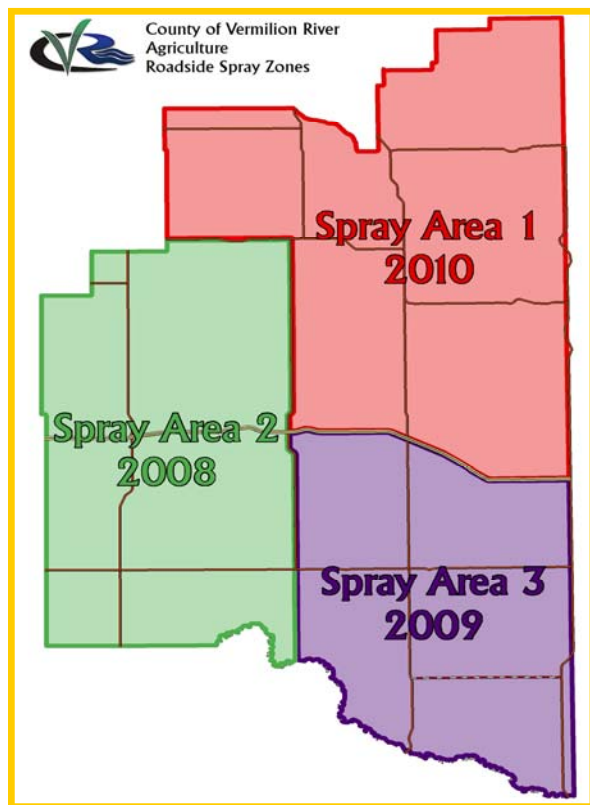 County of Vermilion River
Agriculture
Roadside Spray Zones
Spray Area 1
2010
Spray Area 2
2008
Spray Area 3
2009